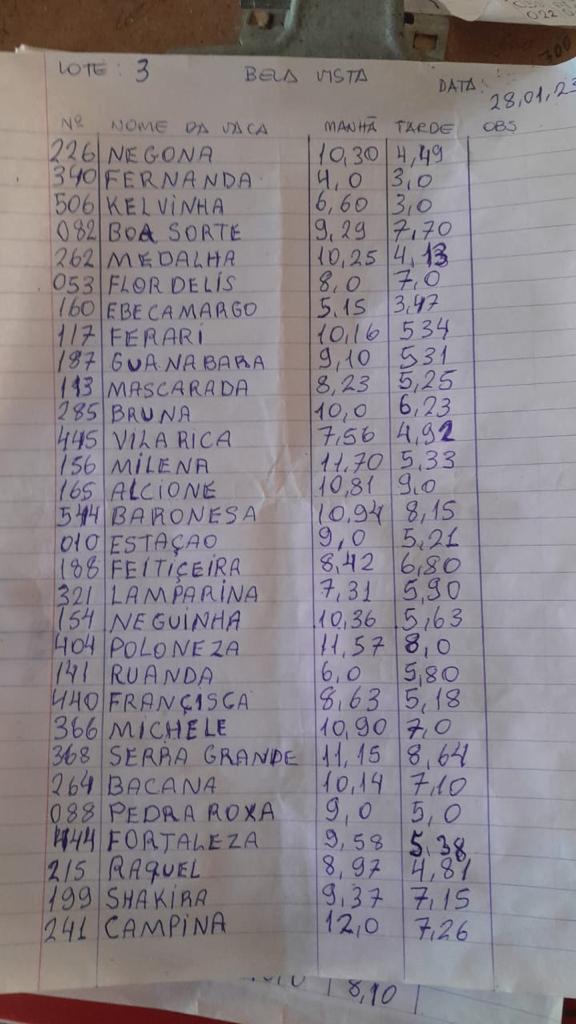 LOTE: 3 BELA VISTA DATA: 28,01,23
Nº NOME DA VACA MANHÃ TARDE OBS
226 NEGONA 10,30 4,49
340 FERNANDA 4,0 3,0
506 KELVINHA 6,60 3,0
082 BOA SORTE 9,29 7,70
262 MEDALHA 10,25 4,13
053 FLOR DELÍS 8,0 7,0
160 EBECAMARGO 5,15 3,47
117 FERARI 10,16 534
187 GUANABARA 9,10 531
113 MASCARADA 8,23 5,25
285 BRUNA 10,0 6,23
445 VILA RICA 7,56 4,92
156 MILENA 11,70 5,33
165 ALCIONE 10,81 9,0
544 BARONESA 10,94 8,15
010 ESTAÇAO 9,0 5,21
188 FEITIÇEIRA 8,42 6,80
321 LAMPARINA 7,31 5,90
154 NEGUINHA 10,36 5,63
404 POLONEZA 11,57 8,0
141 RUANDA 6,0 5,80
440 FRANÇISCA 8,63 5,18
366 MICHELE 10,90 7,0
368 SERRA GRANDE 11,15 8,64
264 BACANA 10,14 7,10
088 PEDRA ROXA 9,0 5,0
444 FORTALEZA 9,58 5,38
215 RAQUEL 8,97 4,81
199 SHAKIRA 9,37 7,15
241 CAMPINA 12,0 7,26
8,10